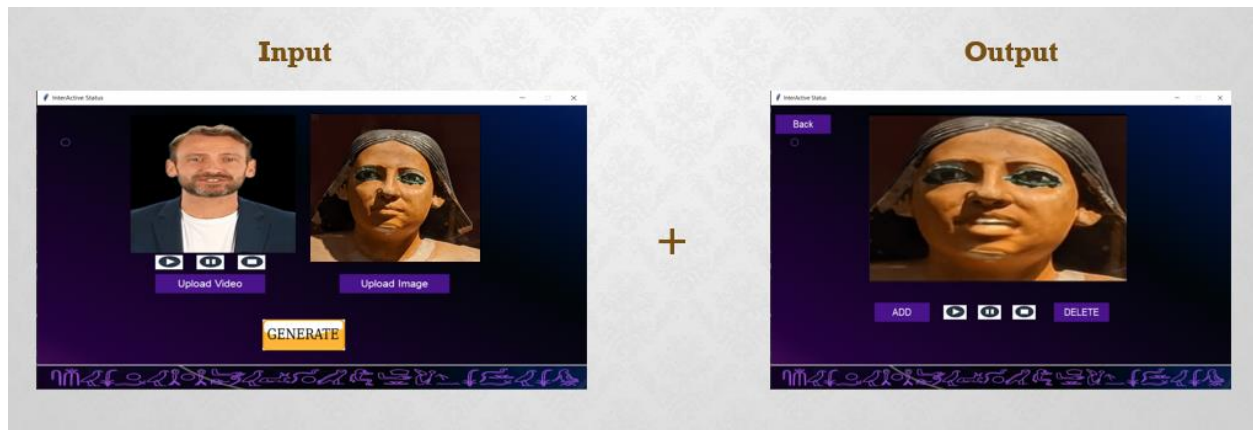 Input
Output
InterActive Status
InterActive Status
Back
Upload Video
Upload Image
GENERATE
+
ADD
DELETE